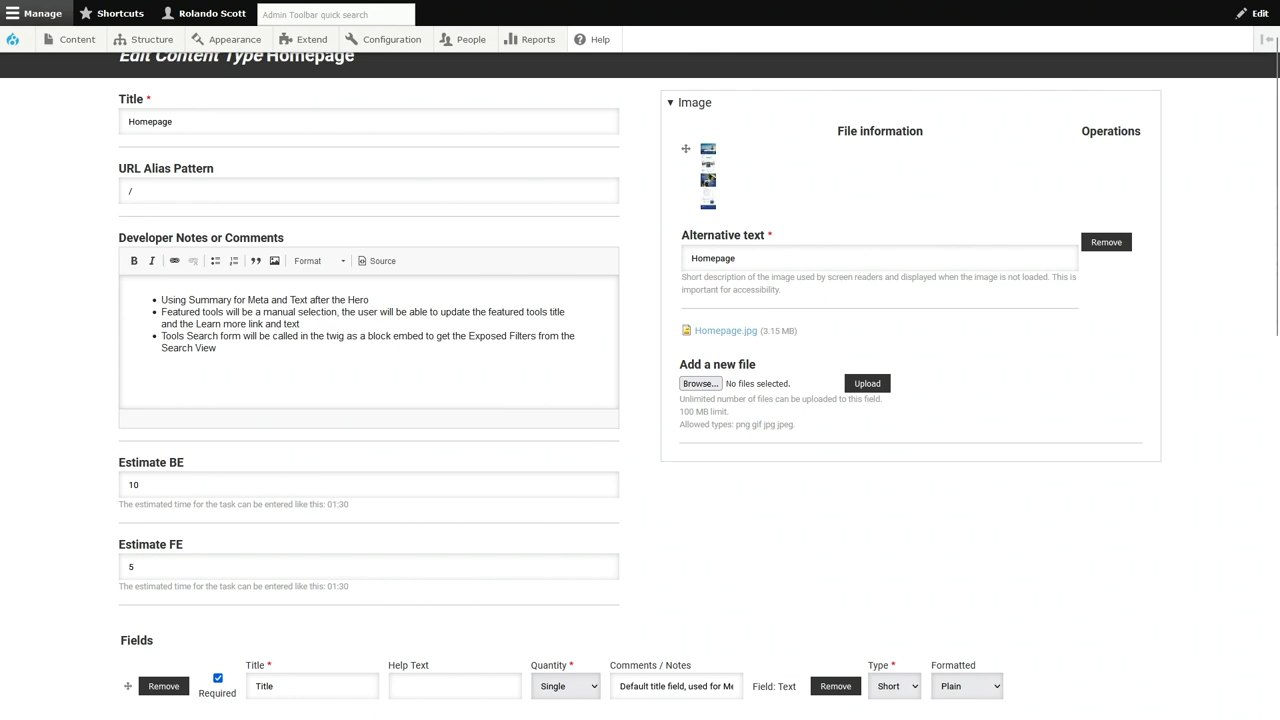 Manage Shortcuts Rolando Scott Admin Toolbar quick search Edit
Content Structure Appearance Extend Configuration People Reports Help
Edit Content Type Homepage
Title *
Homepage
URL Alias Pattern
/
Developer Notes or Comments
B I Format Source
Using Summary for Meta and Text after the Hero
Featured tools will be a manual selection, the user will be able to update the featured tools title
and the Learn more link and text
Tools Search form will be called in the twig as a block embed to get the Exposed Filters from the
Search View
Estimate BE
10
The estimated time for the task can be entered like this: 01:30
Estimate FE
5
The estimated time for the task can be entered like this: 01:30
Image
File information Operations
Alternative text *
Remove
Homepage
Short description of the image used by screen readers and displayed when the image is not loaded. This is
important for accessibility.
Homepage.jpg (3.15 MB)
Add a new file
Browse... No files selected. Upload
Unlimited number of files can be uploaded to this field.
100 MB limit.
Allowed types: png gif jpg jpeg.
Fields
Title * Help Text Quantity * Comments / Notes Type * Formatted
Remove Required Title Single Default title field, used for Me Field: Text Remove Short Plain